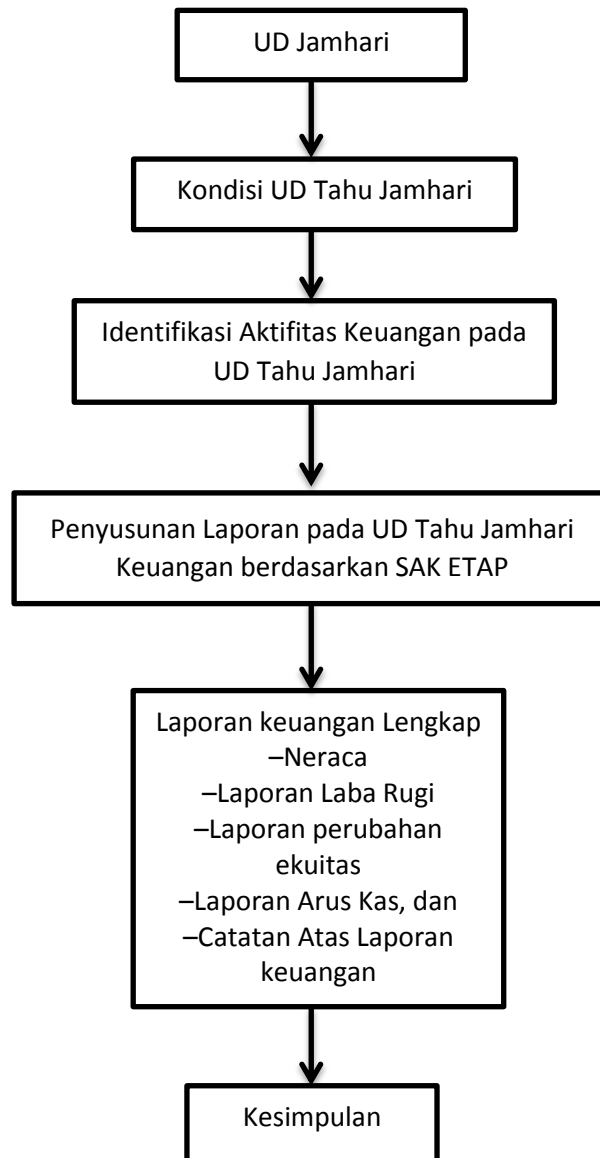 UD Jamhari
Kondisi UD Tahu Jamhari
Identifikasi Aktifitas Keuangan pada
UD Tahu Jamhari
Penyusunan Laporan pada UD Tahu Jamhari
Keuangan berdasarkan SAK ETAP
Laporan keuangan Lengkap
–Neraca
–Laporan Laba Rugi
–Laporan perubahan
ekuitas
–Laporan Arus Kas, dan
–Catatan Atas Laporan
keuangan
Kesimpulan